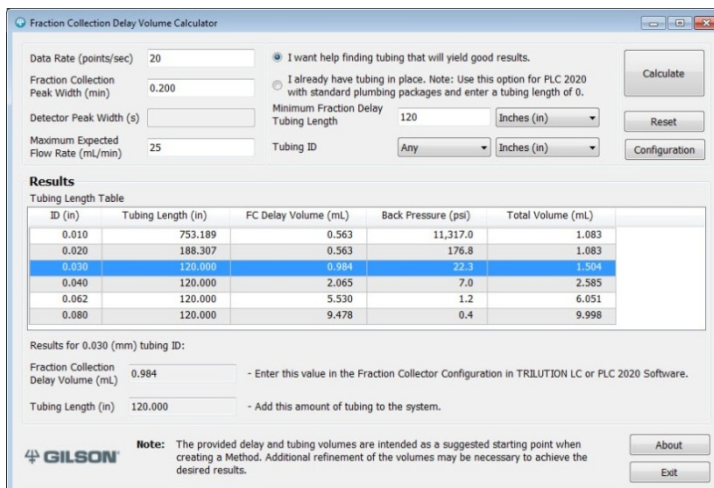 Fraction Collection Delay Volume Calculator
Data Rate (points/sec) 20
I want help finding tubing that will yield good results.
Calculate
Fraction Collection
Peak Width (min) 0.200
I already have tubing in place. Note: Use this option for PLC 2020
with standard plumbing packages and enter a tubing length of 0.
Detector Peak Width (s)
Minimum Fraction Delay
Tubing Length 120 Inches (in)
Reset
Maximum Expected
Flow Rate (mL/min) 25
Tubing ID Any Inches (in)
Configuration
Results
Tubing Length Table
ID (in) Tubing Length (in) FC Delay Volume (mL) Back Pressure (psi) Total Volume (mL)
0.010 753.189 0.563 11,317.0 1.083
0.020 188.307 0.563 176.8 1.083
0.030 120.000 0.984 22.3 1.504
0.040 120.000 2.065 7.0 2.585
0.062 120.000 5.530 1.2 6.051
0.080 120.000 9.478 0.4 9.998
Results for 0.030 (mm) tubing ID:
Fraction Collection
Delay Volume (mL) 0.984 - Enter this value in the Fraction Collector Configuration in TRILUTION LC or PLC 2020 Software.
Tubing Length (in) 120.000 - Add this amount of tubing to the system.
GILSON
Note: The provided delay and tubing volumes are intended as a suggested starting point when
creating a Method. Additional refinement of the volumes may be necessary to achieve the
desired results.
About
Exit